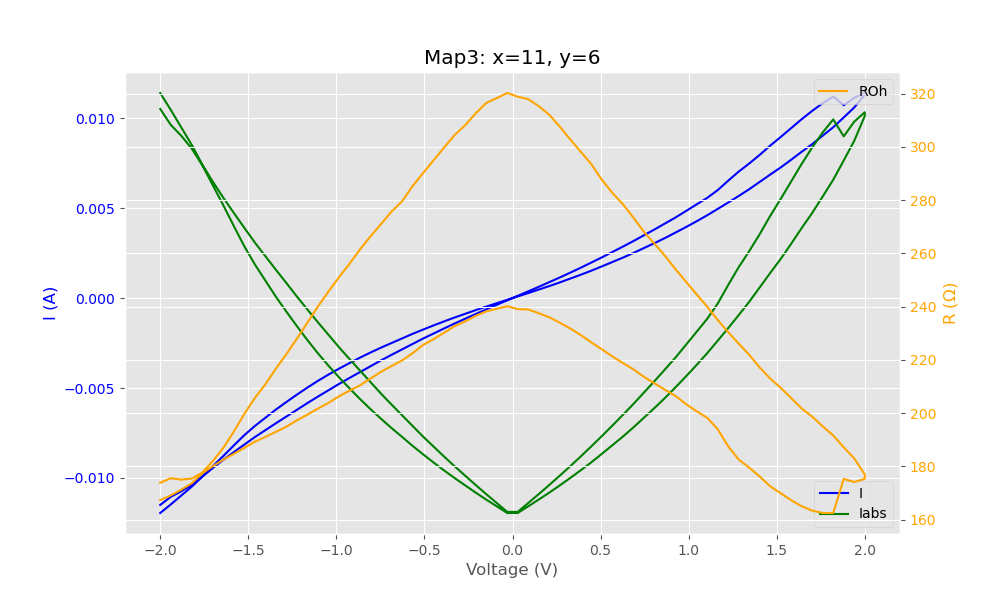 Map3: x=11, y=6
I (A)
0.010
0.005
0.000
−0.005
−0.010
ROh
320
300
280
260
240
220
200
180
160
R (Ω)
I
Iabs
−2.0 −1.5 −1.0 −0.5 0.0 0.5 1.0 1.5 2.0
Voltage (V)